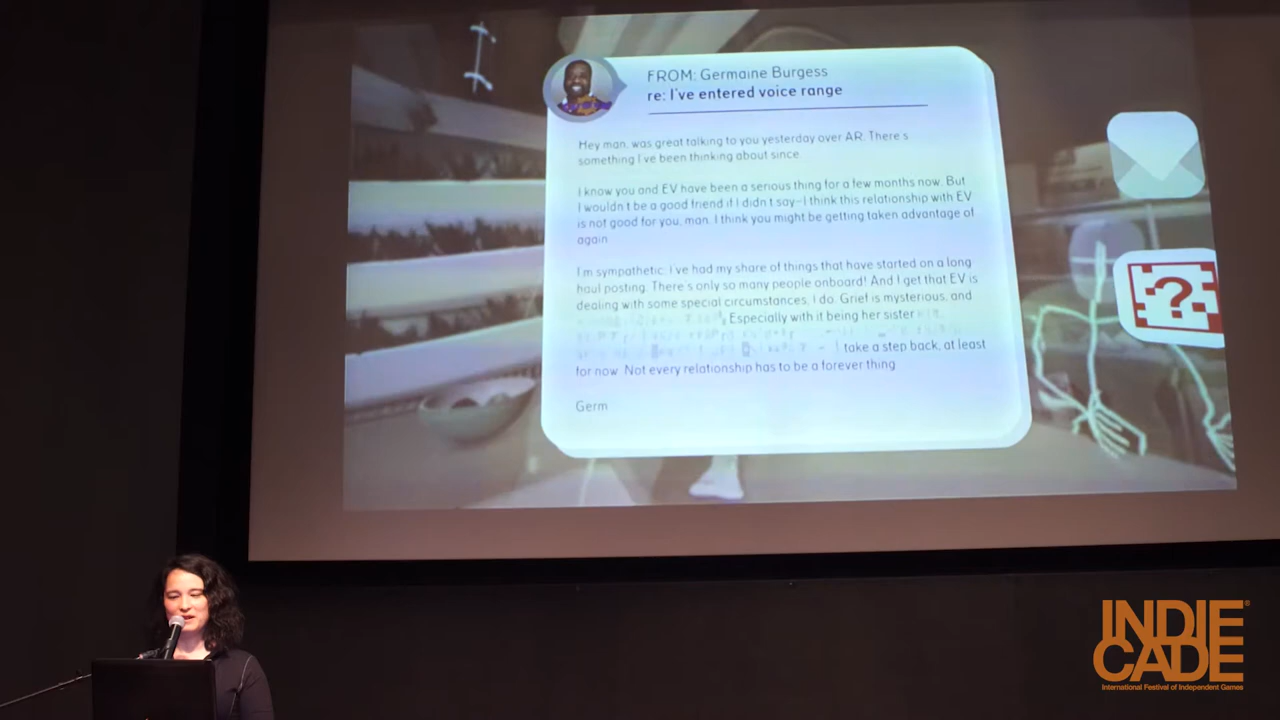 FROM: Germaine Burgess
re: I've entered voice range
Hey man, was great talking to you yesterday over AR. There's
something I've been thinking about since.
I know you and EV have been a serious thing for a few months now. But
I wouldn't be a good friend if I didn't say—I think this relationship with EV
is not good for you, man. I think you might be getting taken advantage of
again.
I'm sympathetic. I've had my share of things that have started on a long
haul posting. There's only so many people onboard! And I get that EV is
dealing with some special circumstances, I do. Grief is mysterious, and
Especially with it being her sister
take a step back, at least
for now. Not every relationship has to be a forever thing.
Germ
?
INDIE
CADE
International Festival of Independent Games